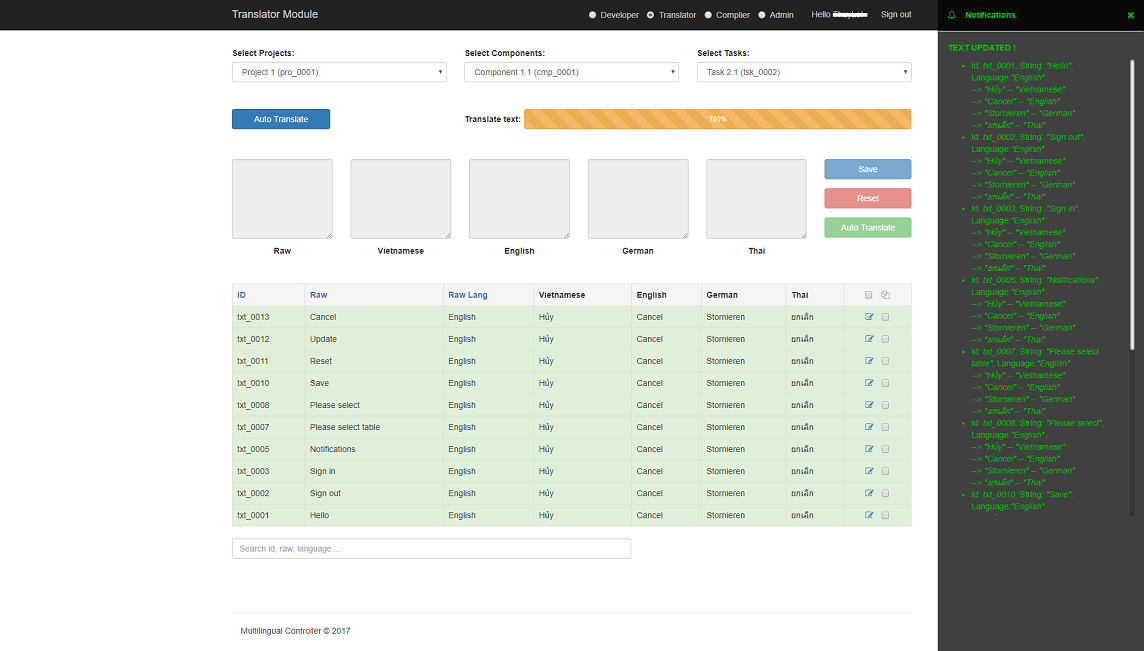 Translator Module
Developer Translator Complier Admin Hello Sign out
Notifications ×
Select Projects: Select Components: Select Tasks:
Project 1 (pro_0001) Component 1.1 (cmp_0001) Task 2.1 (tsk_0002)
Auto Translate Translate text: 100%
Save
Reset
Auto Translate
Raw Vietnamese English German Thai
ID Raw Raw Lang Vietnamese English German Thai
txt_0013 Cancel English Hủy Cancel Stornieren ยกเลิก
txt_0012 Update English Hủy Cancel Stornieren ยกเลิก
txt_0011 Reset English Hủy Cancel Stornieren ยกเลิก
txt_0010 Save English Hủy Cancel Stornieren ยกเลิก
txt_0008 Please select English Hủy Cancel Stornieren ยกเลิก
txt_0007 Please select table English Hủy Cancel Stornieren ยกเลิก
txt_0005 Notifications English Hủy Cancel Stornieren ยกเลิก
txt_0003 Sign in English Hủy Cancel Stornieren ยกเลิก
txt_0002 Sign out English Hủy Cancel Stornieren ยกเลิก
txt_0001 Hello English Hủy Cancel Stornieren ยกเลิก
Search id, raw, language ...
Multilingual Controller © 2017
TEXT UPDATED !
Id: txt_0001, String: "Hello",
Language:"English"
--> "Hủy" -- "Vietnamese"
--> "Cancel" -- "English"
--> "Stornieren" -- "German"
--> "ยกเลิก" -- "Thai"
Id: txt_0002, String: "Sign out",
Language:"English"
--> "Hủy" -- "Vietnamese"
--> "Cancel" -- "English"
--> "Stornieren" -- "German"
--> "ยกเลิก" -- "Thai"
Id: txt_0003, String: "Sign in",
Language:"English"
--> "Hủy" -- "Vietnamese"
--> "Cancel" -- "English"
--> "Stornieren" -- "German"
--> "ยกเลิก" -- "Thai"
Id: txt_0005, String: "Notifications",
Language:"English"
--> "Hủy" -- "Vietnamese"
--> "Cancel" -- "English"
--> "Stornieren" -- "German"
--> "ยกเลิก" -- "Thai"
Id: txt_0007, String: "Please select
table", Language:"English"
--> "Hủy" -- "Vietnamese"
--> "Cancel" -- "English"
--> "Stornieren" -- "German"
--> "ยกเลิก" -- "Thai"
Id: txt_0008, String: "Please select",
Language:"English"
--> "Hủy" -- "Vietnamese"
--> "Cancel" -- "English"
--> "Stornieren" -- "German"
--> "ยกเลิก" -- "Thai"
Id: txt_0010, String: "Save",
Language:"English"